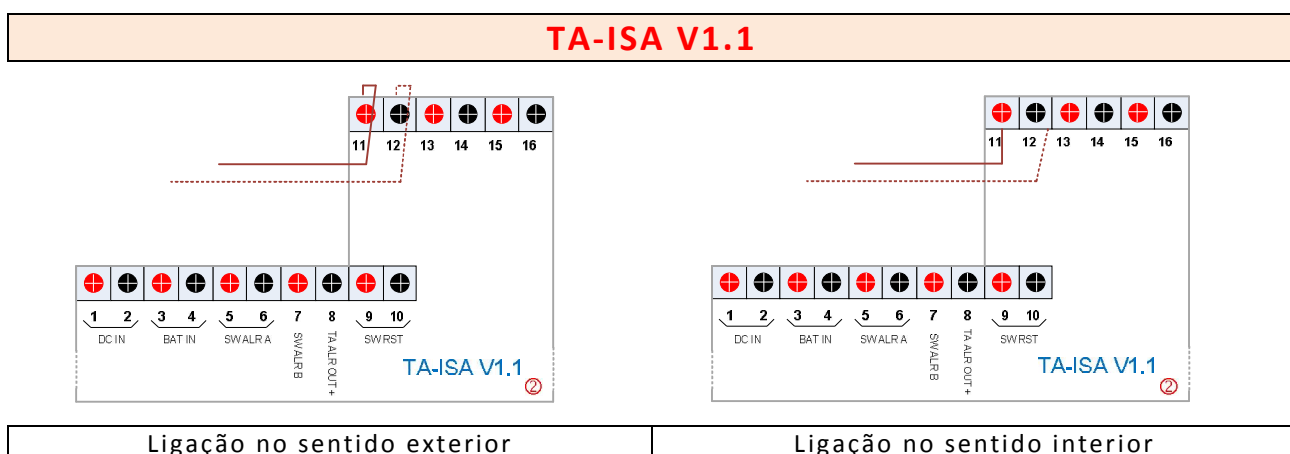 TA-ISA V1.1
11 12 13 14 15 16
11 12 13 14 15 16
1 2 3 4 5 6 7 8 9 10
DC IN BAT IN SW ALR A SW ALR B TA ALR OUT + SW RST
TA-ISA V1.1
2
1 2 3 4 5 6 7 8 9 10
DC IN BAT IN SW ALR A SW ALR B TA ALR OUT + SW RST
TA-ISA V1.1
2
Ligação no sentido exterior
Ligação no sentido interior